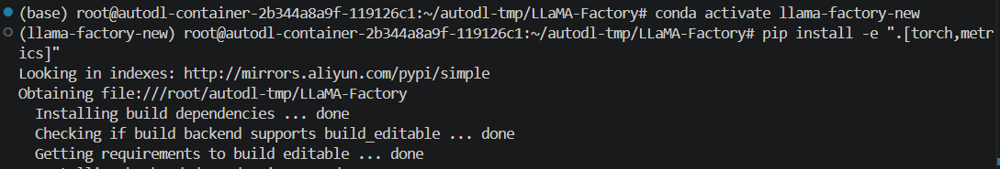 (base) root@autodl-container-2b344a8a9f-119126c1:~/autodl-tmp/LLaMA-Factory# conda activate llama-factory-new
(llama-factory-new) root@autodl-container-2b344a8a9f-119126c1:~/autodl-tmp/LLaMA-Factory# pip install -e ".[torch,metr
ics]"
Looking in indexes: http://mirrors.aliyun.com/pypi/simple
Obtaining file:///root/autodl-tmp/LLaMA-Factory
  Installing build dependencies ... done
  Checking if build backend supports build_editable ... done
  Getting requirements to build editable ... done